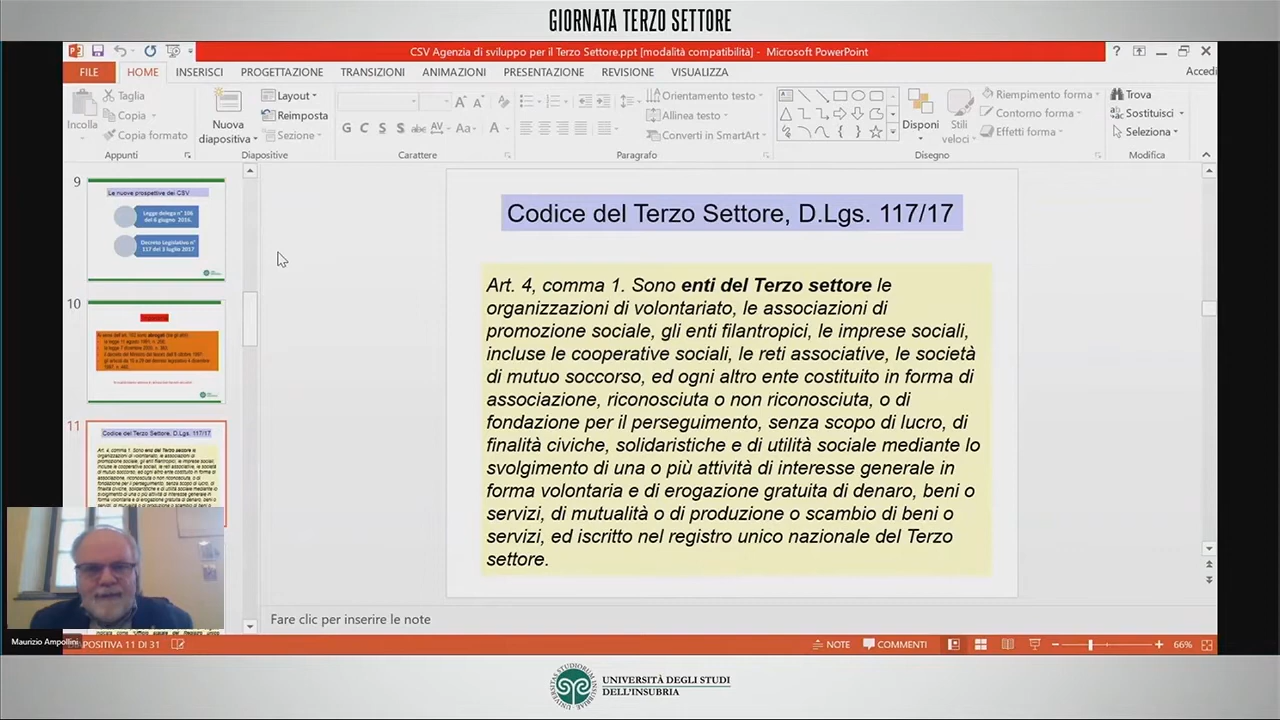 GIORNATA TERZO SETTORE
CSV Agenzia di sviluppo per il Terzo Settore.ppt [modalità compatibilità] - Microsoft PowerPoint
FILE HOME INSERISCI PROGETTAZIONE TRANSIZIONI ANIMAZIONI PRESENTAZIONE REVISIONE VISUALIZZA Accedi
Incolla
Taglia
Copia
Copia formato
Appunti
Nuova
diapositiva
Layout
Reimposta
Sezione
Diapositive
G C S S abc AV Aa A
Carattere
Orientamento testo
Allinea testo
Converti in SmartArt
Paragrafo
Disponi
Stili
veloci
Riempimento forma
Contorno forma
Effetti forma
Disegno
Trova
Sostituisci
Seleziona
Modifica
9
Le nuove prospettive dei CSV
Legge delega n° 106
del 6 giugno 2016.
Decreto Legislativo n°
117 del 3 luglio 2017
10
11
Codice del Terzo Settore, D.Lgs. 117/17
Codice del Terzo Settore, D.Lgs. 117/17
Art. 4, comma 1. Sono enti del Terzo settore le
organizzazioni di volontariato, le associazioni di
promozione sociale, gli enti filantropici, le imprese sociali,
incluse le cooperative sociali, le reti associative, le società
di mutuo soccorso, ed ogni altro ente costituito in forma di
associazione, riconosciuta o non riconosciuta, o di
fondazione per il perseguimento, senza scopo di lucro, di
finalità civiche, solidaristiche e di utilità sociale mediante lo
svolgimento di una o più attività di interesse generale in
forma volontaria e di erogazione gratuita di denaro, beni o
servizi, di mutualità o di produzione o scambio di beni o
servizi, ed iscritto nel registro unico nazionale del Terzo
settore.
Fare clic per inserire le note
Maurizio Ampollini
POSITIVA 11 DI 31
NOTE COMMENTI 66%
UNIVERSITÀ DEGLI STUDI
DELL'INSUBRIA